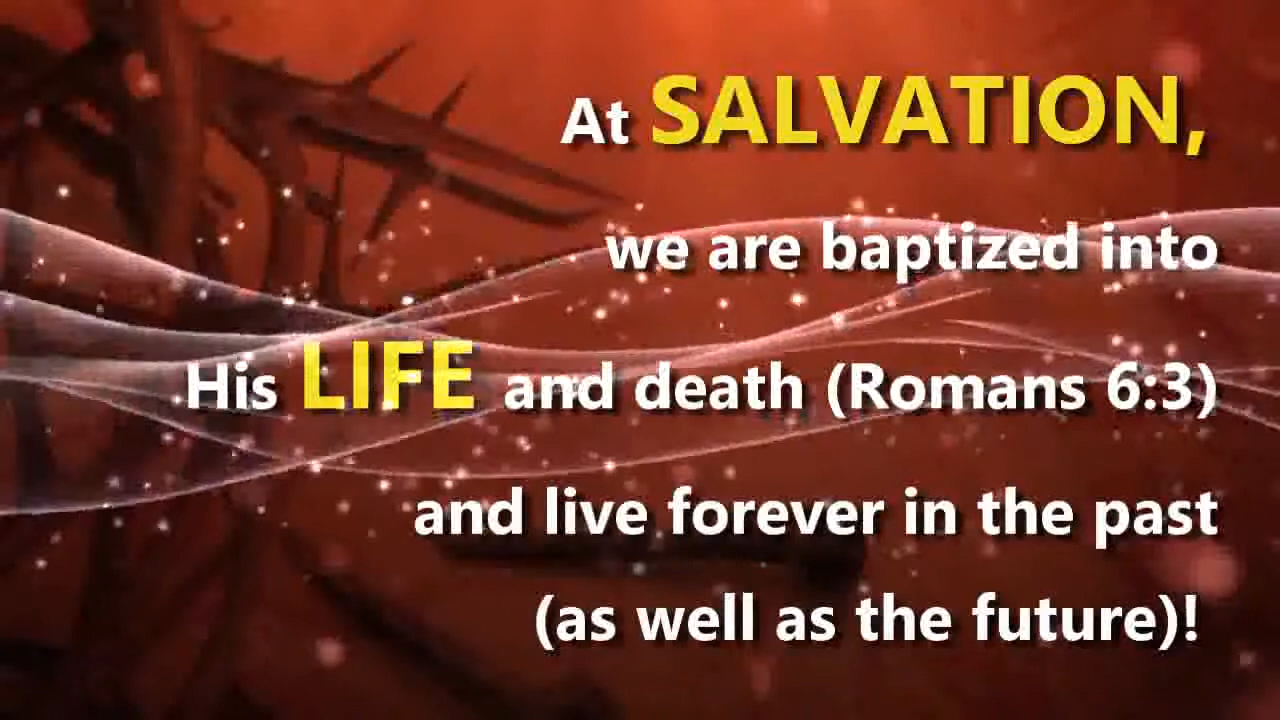 At SALVATION,
we are baptized into
His LIFE and death (Romans 6:3)
and live forever in the past
(as well as the future)!